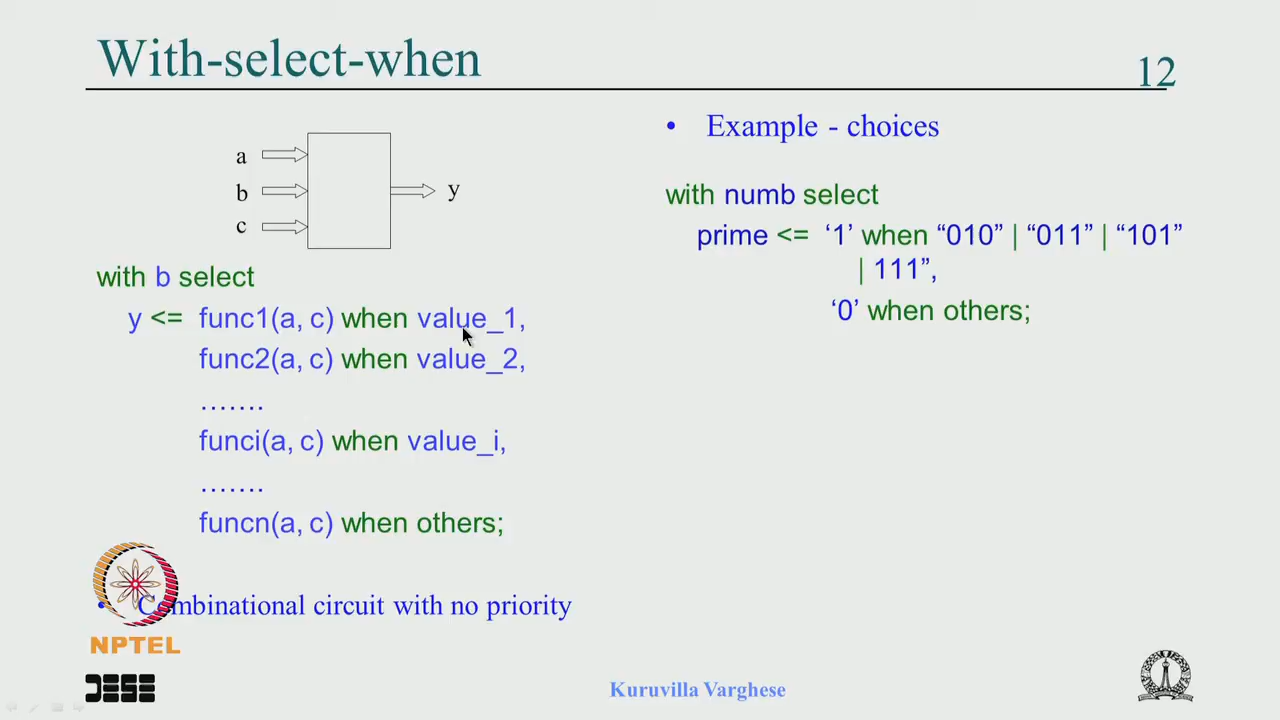 With-select-when
12
a
b
c
y
with b select
y <= func1(a, c) when value_1,
func2(a, c) when value_2,
.......
funci(a, c) when value_i,
.......
funcn(a, c) when others;
• Combinational circuit with no priority
• Example - choices
with numb select
prime <= ‘1’ when “010” | “011” | “101”
| 111”,
‘0’ when others;
NPTEL
Kuruvilla Varghese